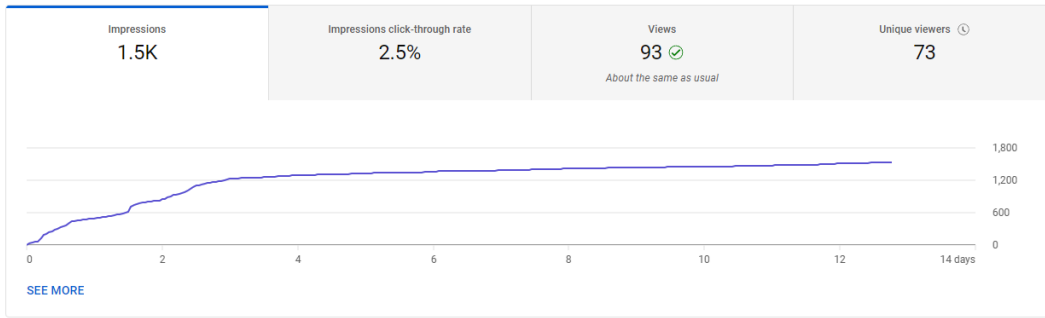 Impressions
1.5K
Impressions click-through rate
2.5%
Views
93
About the same as usual
Unique viewers
73
1,800
1,200
600
0
0 2 4 6 8 10 12 14 days
SEE MORE